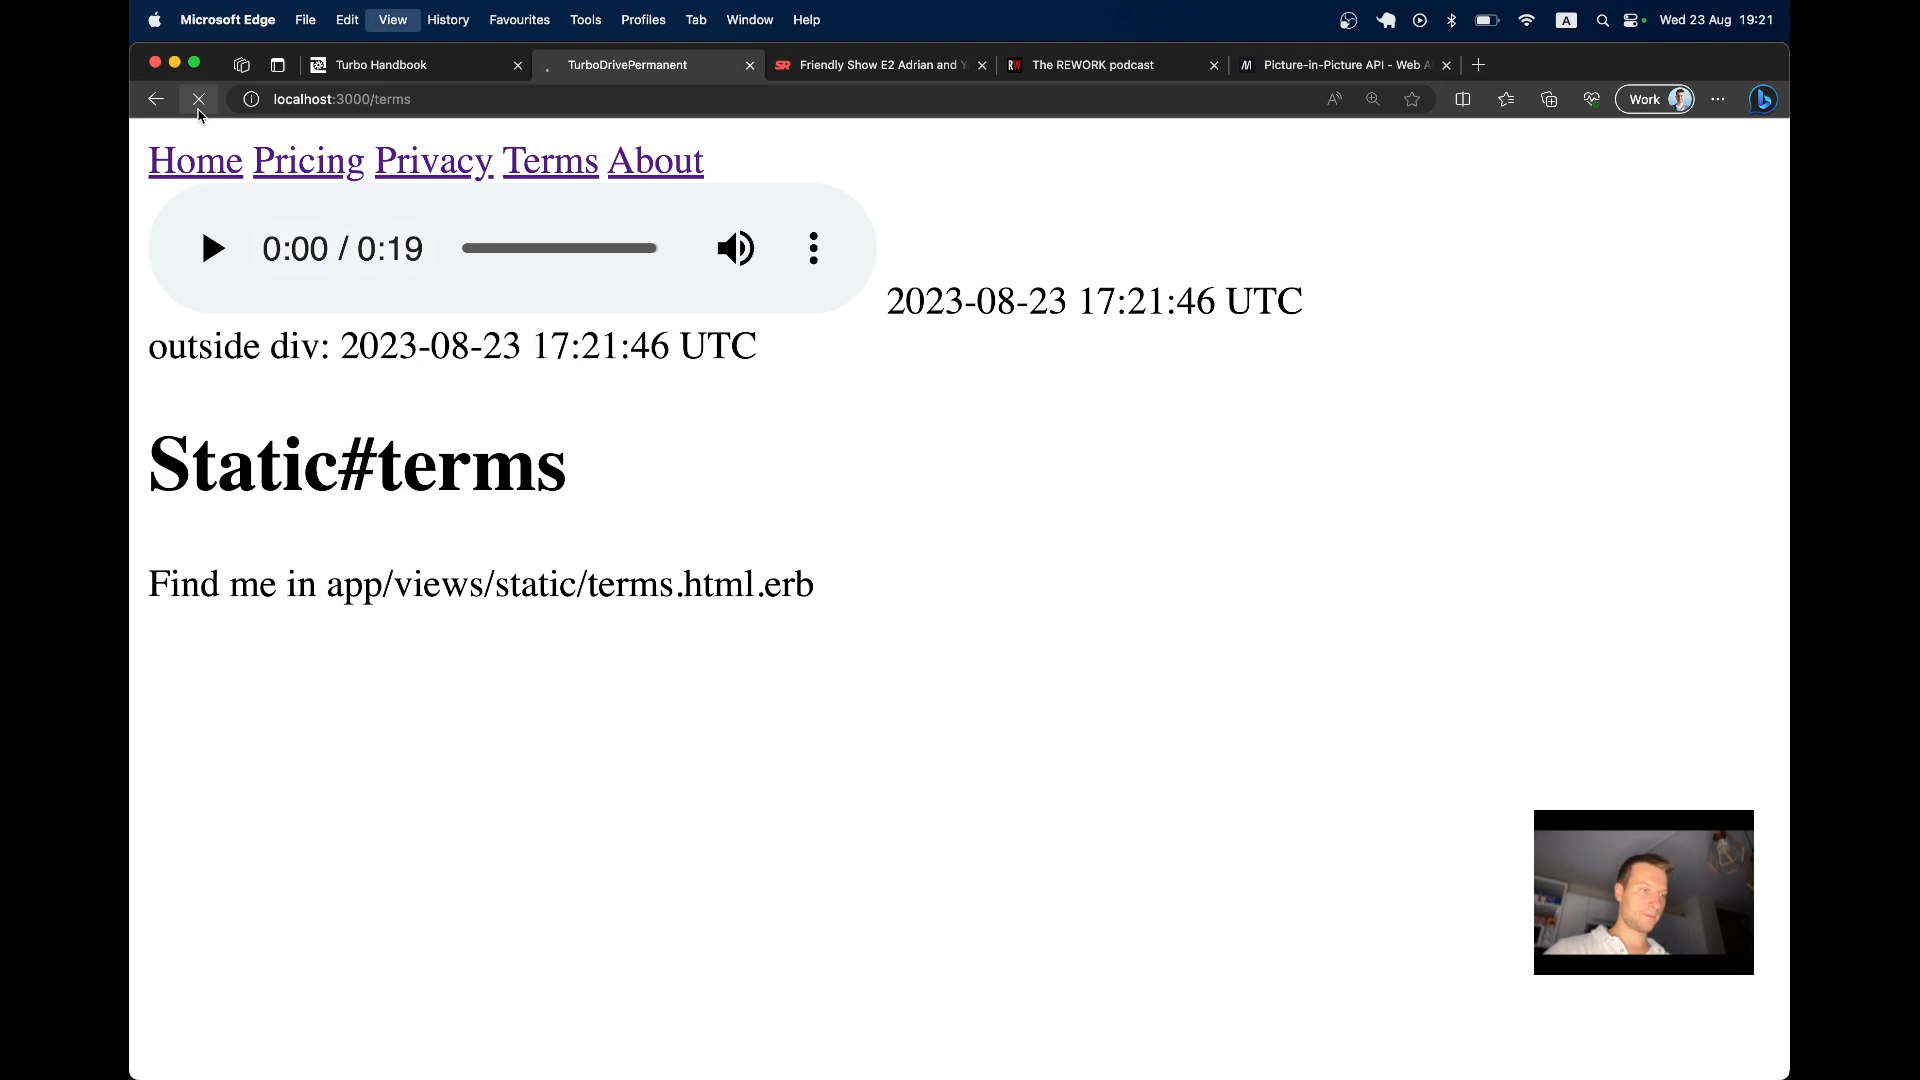 Microsoft Edge File Edit View History Favourites Tools Profiles Tab Window Help A Wed 23 Aug 19:21
Turbo Handbook TurboDrivePermanent SR Friendly Show E2 Adrian and Y RW The REWORK podcast Picture-in-Picture API - Web A
localhost:3000/terms Work
Home Pricing Privacy Terms About
0:00 / 0:19
2023-08-23 17:21:46 UTC
outside div: 2023-08-23 17:21:46 UTC
Static#terms
Find me in app/views/static/terms.html.erb